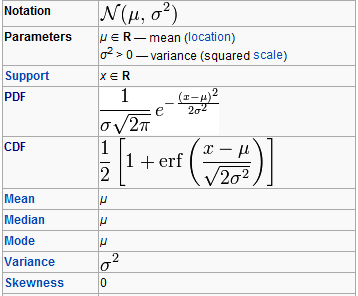 Notation N(μ, σ²)
Parameters μ ∈ R — mean (location)
σ² > 0 — variance (squared scale)
Support x ∈ R
PDF 1/(σ√(2π)) e^(−(x−μ)²/(2σ²))
CDF 1/2 [1 + erf((x−μ)/√(2σ²))]
Mean μ
Median μ
Mode μ
Variance σ²
Skewness 0